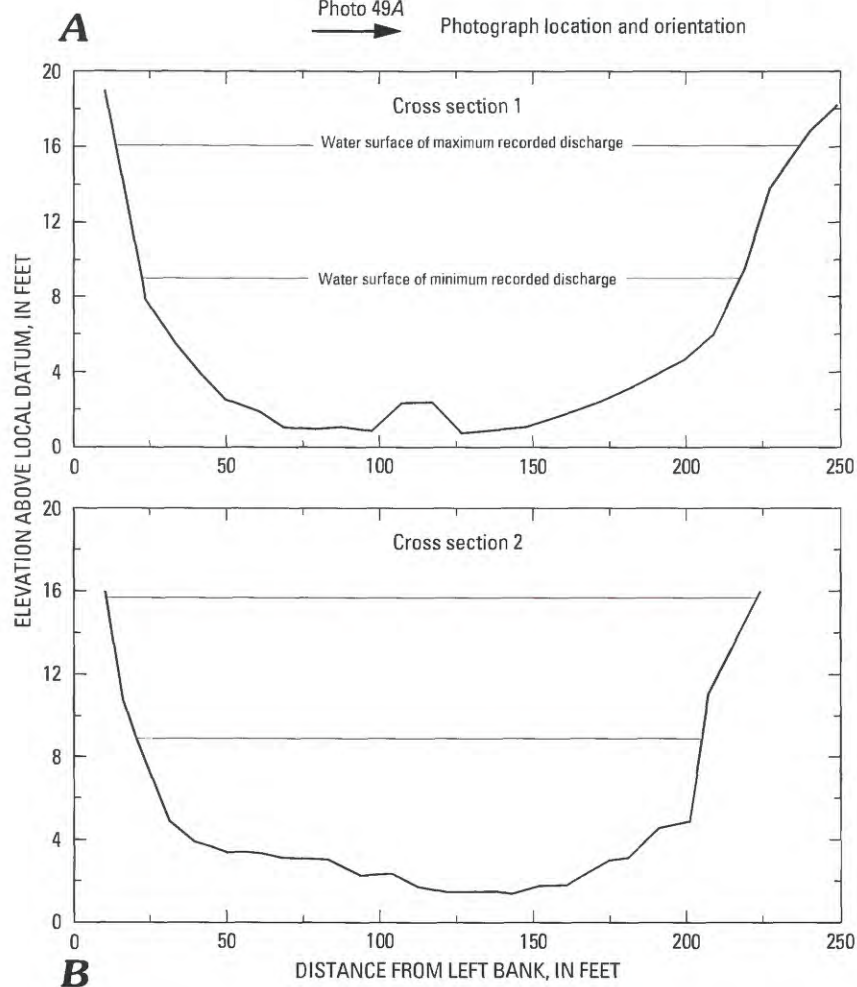 Photo 49A
A
Photograph location and orientation
20
16
12
8
4
0
Cross section 1
Water surface of maximum recorded discharge
Water surface of minimum recorded discharge
0 50 100 150 200 250
ELEVATION ABOVE LOCAL DATUM, IN FEET
20
16
12
8
4
0
Cross section 2
0 50 100 150 200 250
B
DISTANCE FROM LEFT BANK, IN FEET